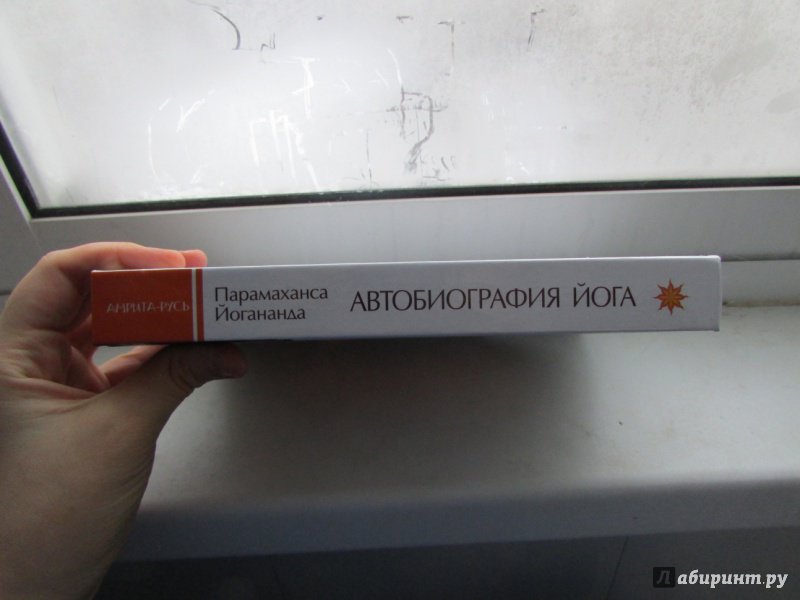 АМРИТА-РУСЬ
Парамаханса
Йогананда
АВТОБИОГРАФИЯ ЙОГА
Лабиринт.ру